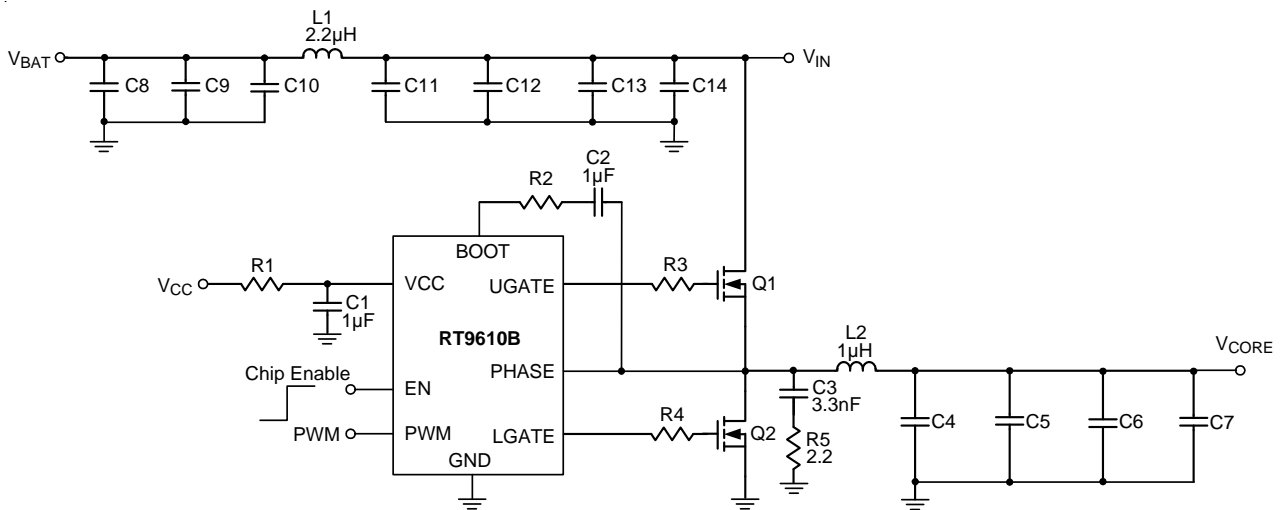 L1
2.2µH
VBAT
VIN
C8
C9
C10
C11
C12
C13
C14
C2
1µF
R2
BOOT
R1
VCC
VCC
C1
1µF
UGATE
R3
Q1
RT9610B
L2
1µH
VCORE
PHASE
Chip Enable
EN
C3
3.3nF
C4
C5
C6
C7
PWM
PWM
LGATE
R4
Q2
R5
2.2
GND